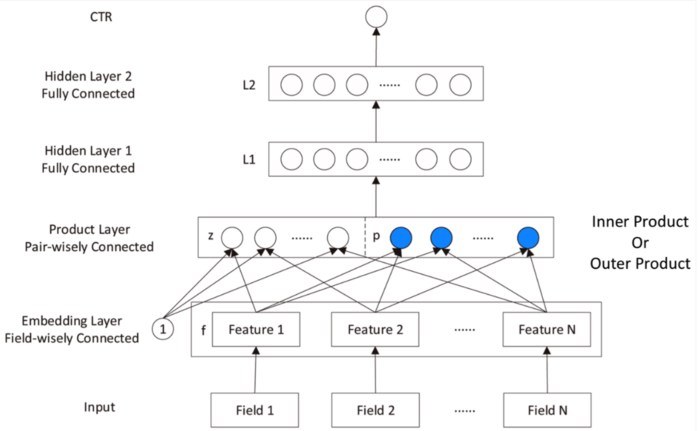 CTR
Hidden Layer 2
Fully Connected
L2
......
Hidden Layer 1
Fully Connected
L1
......
Product Layer
Pair-wisely Connected
z
......
p
......
Inner Product
Or
Outer Product
Embedding Layer
Field-wisely Connected
1
f
Feature 1
Feature 2
......
Feature N
Input
Field 1
Field 2
......
Field N